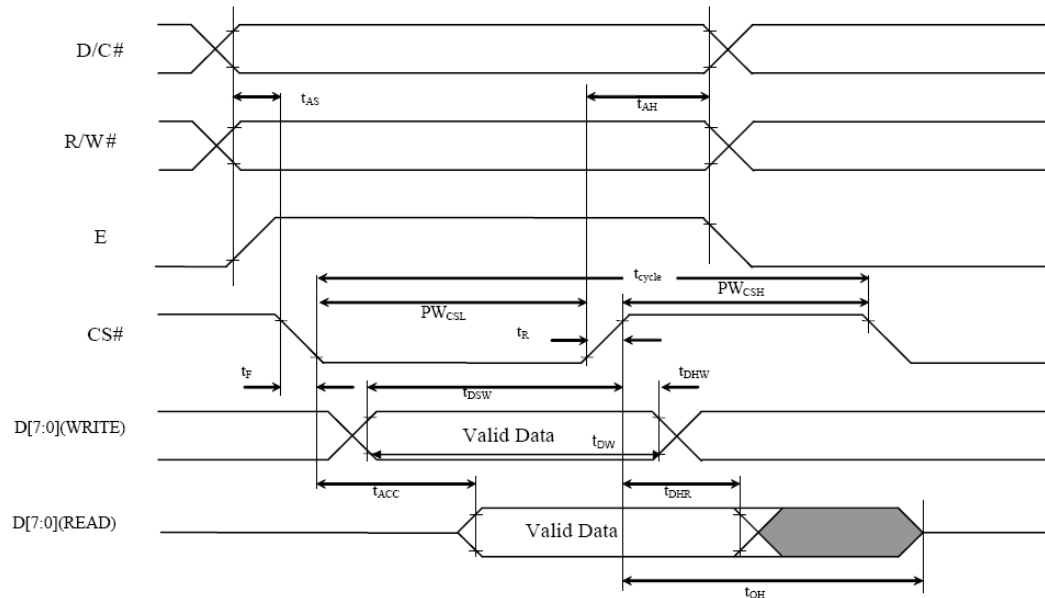 D/C#
tAS
tAH
R/W#
E
tcycle
PWCSL
PWCSH
CS#
tR
tF
tDSW
tDHW
D[7:0](WRITE)
Valid Data
tDW
tACC
tDHR
D[7:0](READ)
Valid Data
tOH